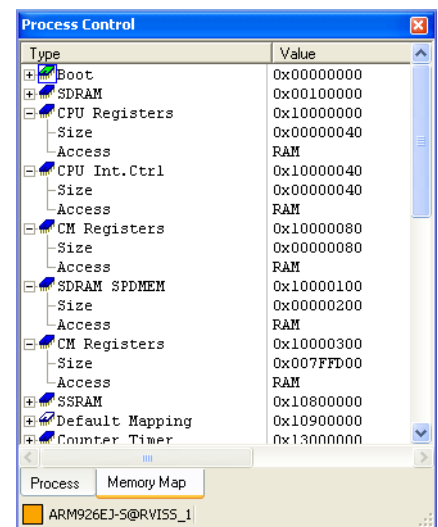 Process Control
Type Value
Boot 0x00000000
SDRAM 0x00100000
CPU Registers 0x10000000
Size 0x00000040
Access RAM
CPU Int.Ctrl 0x10000040
Size 0x00000040
Access RAM
CM Registers 0x10000080
Size 0x00000080
Access RAM
SDRAM SPDMEM 0x10000100
Size 0x00000200
Access RAM
CM Registers 0x10000300
Size 0x007FFD00
Access RAM
SSRAM 0x10800000
Default Mapping 0x10900000
Counter Timer 0x13000000
Process Memory Map
ARM926EJ-S@RVISS_1